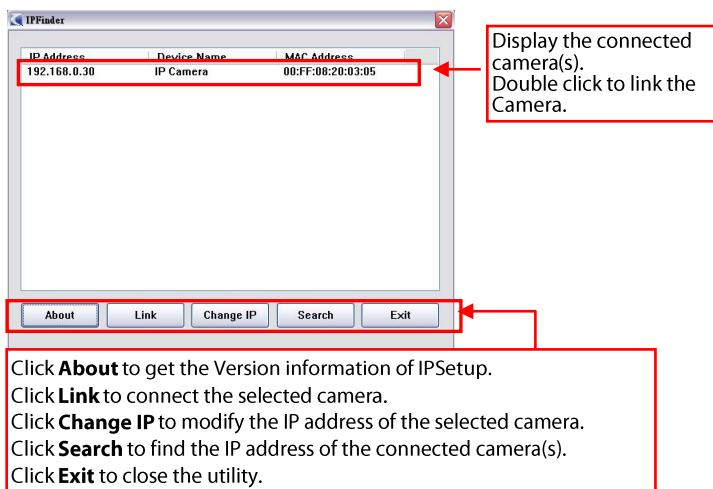 IPFinder
IP Address Device Name MAC Address
192.168.0.30 IP Camera 00:FF:08:20:03:05
Display the connected
camera(s).
Double click to link the
Camera.
About Link Change IP Search Exit
Click About to get the Version information of IPSetup.
Click Link to connect the selected camera.
Click Change IP to modify the IP address of the selected camera.
Click Search to find the IP address of the connected camera(s).
Click Exit to close the utility.